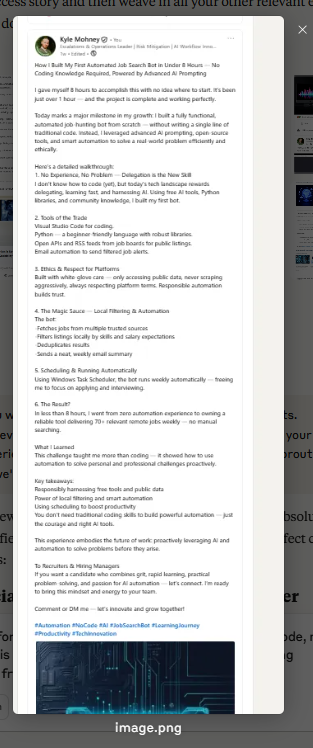 Kyle Mohney • You
Escalations & Operations Leader | Risk Mitigation | AI Workflow Inno...
1w • Edited •
How I Built My First Automated Job Search Bot in Under 8 Hours — No
Coding Knowledge Required, Powered by Advanced AI Prompting
I gave myself 8 hours to accomplish this with no idea where to start. It's been
just over 1 hour — and the project is complete and working perfectly.
Today marks a major milestone in my growth: I built a fully functional,
automated job-hunting bot from scratch — without writing a single line of
traditional code. Instead, I leveraged advanced AI prompting, open-source
tools, and smart automation to solve a real-world problem efficiently and
ethically.
Here's a detailed walkthrough:
1. No Experience, No Problem — Delegation is the New Skill
I don't know how to code (yet), but today's tech landscape rewards
delegating, learning fast, and harnessing AI. Using free AI tools, Python
libraries, and community knowledge, I built my first bot.
2. Tools of the Trade
Visual Studio Code for coding.
Python — a beginner-friendly language with robust libraries.
Open APIs and RSS feeds from job boards for public listings.
Email automation to send filtered job alerts.
3. Ethics & Respect for Platforms
Built with white-glove care — only accessing public data, never scraping
aggressively, always respecting platform terms. Responsible automation
builds trust.
4. The Magic Sauce — Local Filtering & Automation
The bot:
·Fetches jobs from multiple trusted sources
·Filters listings locally by skills and salary expectations
·Deduplicates results
·Sends a neat, weekly email summary
5. Scheduling & Running Automatically
Using Windows Task Scheduler, the bot runs weekly automatically — freeing
me to focus on applying and interviewing.
6. The Result?
In less than 8 hours, I went from zero automation experience to owning a
reliable tool delivering 70+ relevant remote jobs weekly — no manual
searching.
What I Learned
This challenge taught me more than coding — it showed how to use
automation to solve personal and professional challenges proactively.
Key takeaways:
Responsibly harnessing free tools and public data
Power of local filtering and smart automation
Using scheduling to boost productivity
You don't need traditional coding skills to build powerful automation — just
the courage and right AI tools.
This experience embodies the future of work: proactively leveraging AI and
automation to solve problems before they arise.
To Recruiters & Hiring Managers
If you want a candidate who combines grit, rapid learning, practical
problem-solving, and passion for AI automation — let's connect. I'm ready
to bring this mindset and energy to your team.
Comment or DM me — let's innovate and grow together!
#Automation #NoCode #AI #JobSearchBot #LearningJourney
#Productivity #TechInnovation
image.png